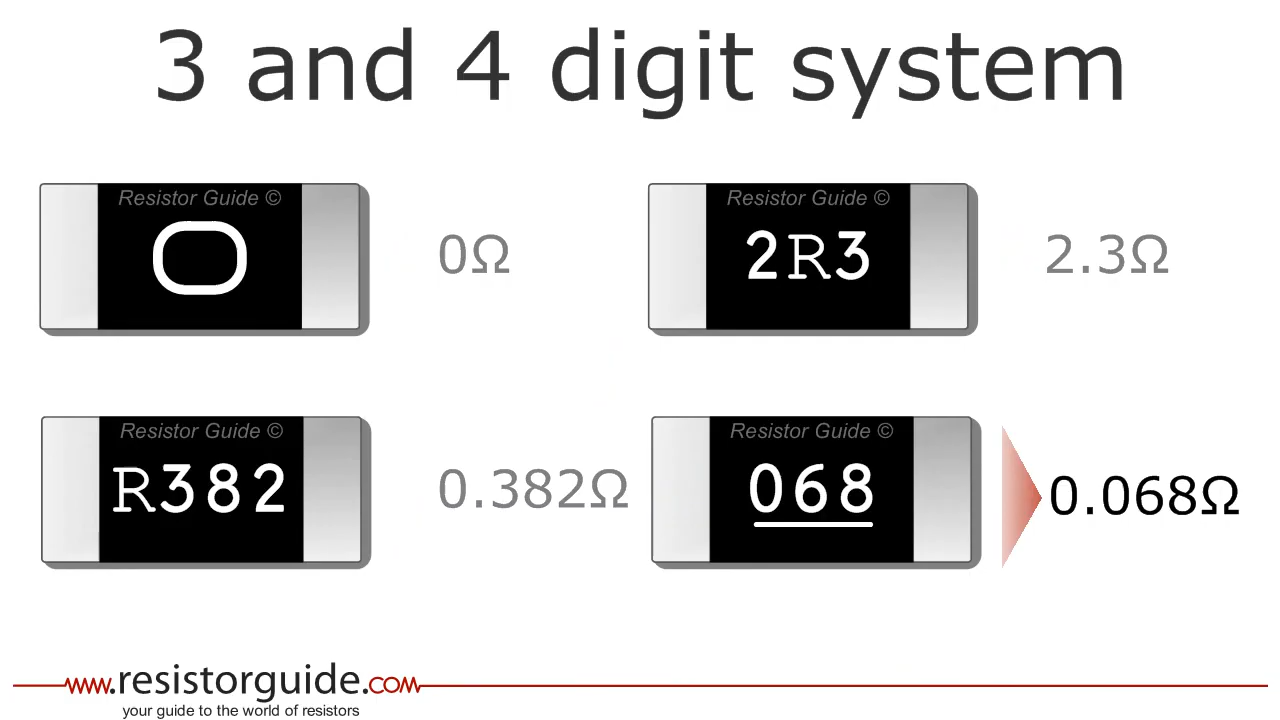 3 and 4 digit system
Resistor Guide ©
0
0Ω
Resistor Guide ©
2R3
2.3Ω
Resistor Guide ©
R382
0.382Ω
Resistor Guide ©
068
0.068Ω
www.resistorguide.com
your guide to the world of resistors